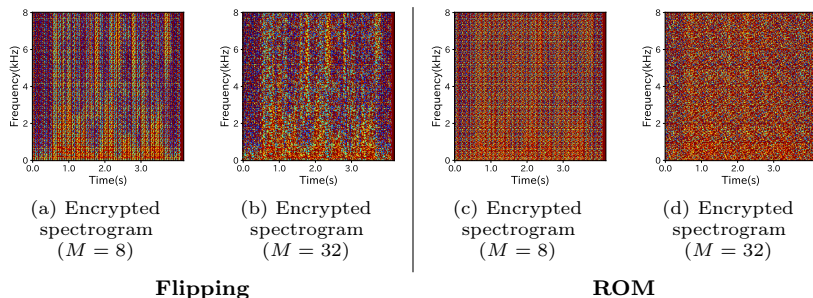 8
6
4
2
0
Frequency(kHz)
0.0 1.0 2.0 3.0
Time(s)
(a) Encrypted
spectrogram
(M = 8)
8
6
4
2
0
Frequency(kHz)
0.0 1.0 2.0 3.0
Time(s)
(b) Encrypted
spectrogram
(M = 32)
Flipping
8
6
4
2
0
Frequency(kHz)
0.0 1.0 2.0 3.0
Time(s)
(c) Encrypted
spectrogram
(M = 8)
8
6
4
2
0
Frequency(kHz)
0.0 1.0 2.0 3.0
Time(s)
(d) Encrypted
spectrogram
(M = 32)
ROM